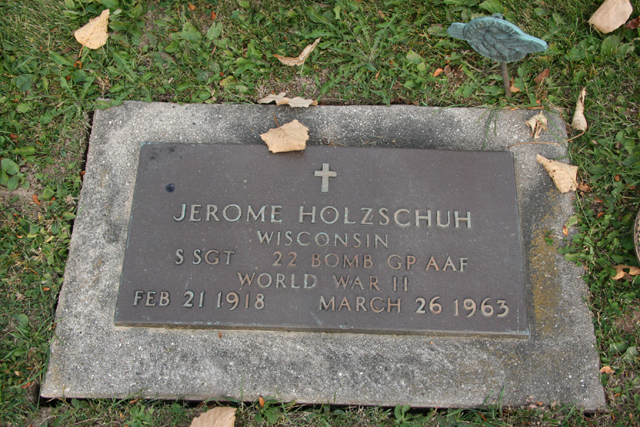 JEROME HOLZSCHUH
WISCONSIN
S SGT 22 BOMB GP AAF
WORLD WAR II
FEB 21 1918 MARCH 26 1963